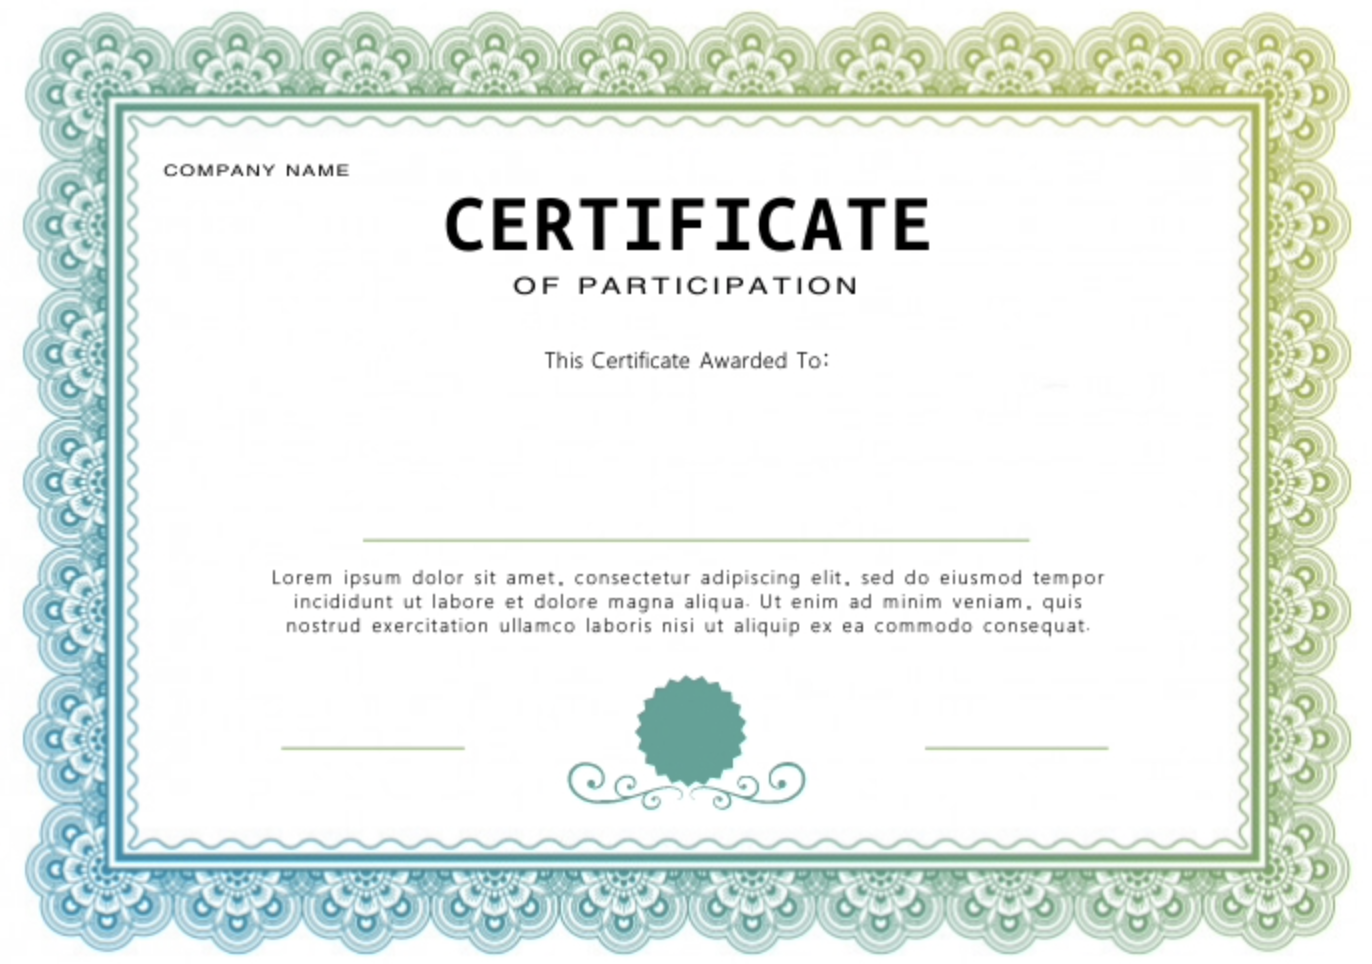 COMPANY NAME
CERTIFICATE
OF PARTICIPATION
This Certificate Awarded To:
Lorem ipsum dolor sit amet, consectetur adipiscing elit, sed do eiusmod tempor
incididunt ut labore et dolore magna aliqua. Ut enim ad minim veniam, quis
nostrud exercitation ullamco laboris nisi ut aliquip ex ea commodo consequat.